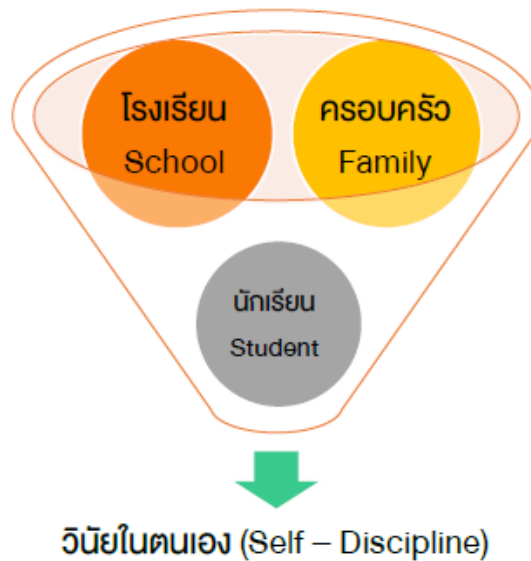 โรงเรียน
School
ครอบครัว
Family
นักเรียน
Student
วินัยในตนเอง (Self – Discipline)